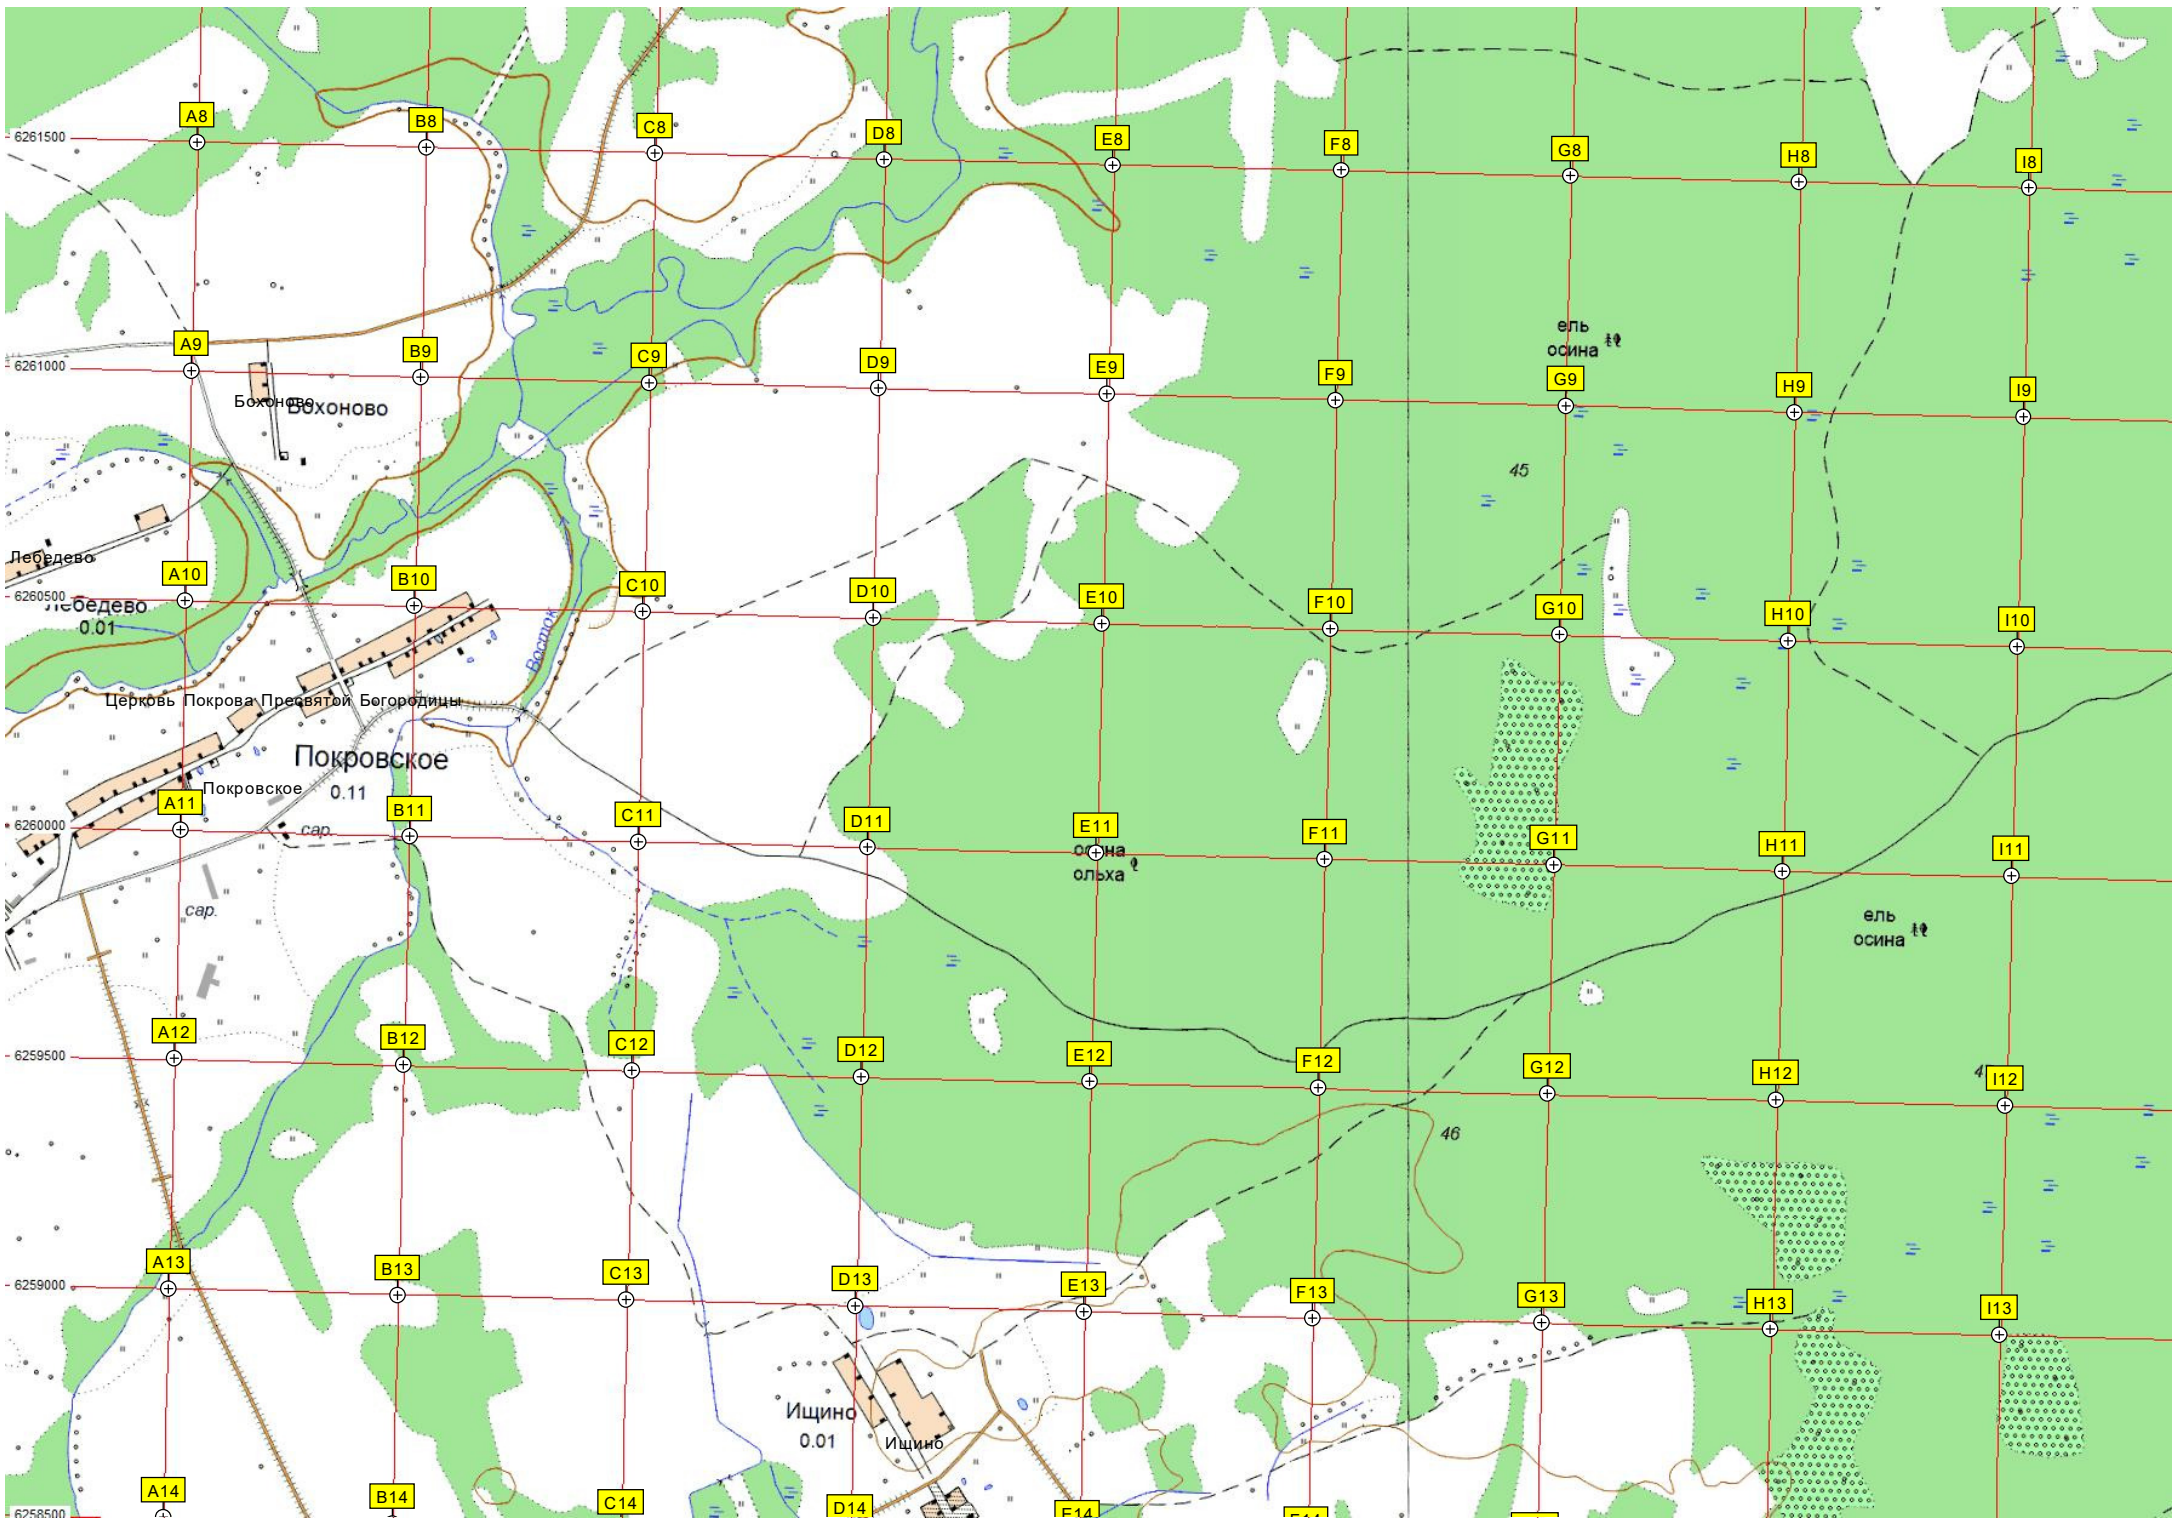 A8 B8 C8 D8 E8 F8 G8 H8 I8
6261500
ель
осина
A9 B9 C9 D9 E9 F9 G9 H9 I9
6261000
Бохоново
Бохоново
45
Лебедево
A10 B10 C10 D10 E10 F10 G10 H10 I10
6260500
Лебедево
0.01
Восток
Церковь Покрова Пресвятой Богородицы
Покровское
Покровское
0.11
A11 B11 C11 D11 E11 F11 G11 H11 I11
6260000
сар.
осина
ольха
сар.
ель
осина
A12 B12 C12 D12 E12 F12 G12 H12 I12
6259500
46
A13 B13 C13 D13 E13 F13 G13 H13 I13
6259000
Ищино
0.01
Ищино
A14 B14 C14 D14 E14 F14
6258500